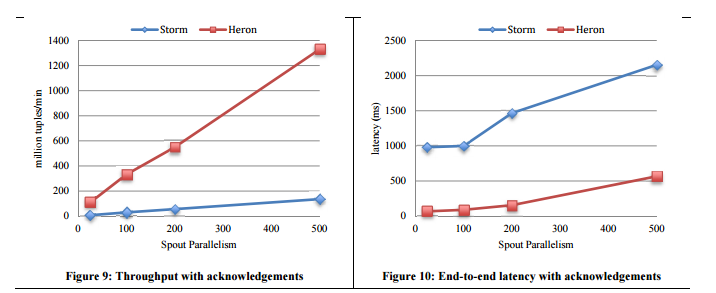 Storm Heron
1400
1200
1000
800
600
400
200
0
million tuples/min
0 100 200 300 400 500
Spout Parallelism
Figure 9: Throughput with acknowledgements
Storm Heron
2500
2000
1500
1000
500
0
latency (ms)
0 100 200 300 400 500
Spout Parallelism
Figure 10: End-to-end latency with acknowledgements